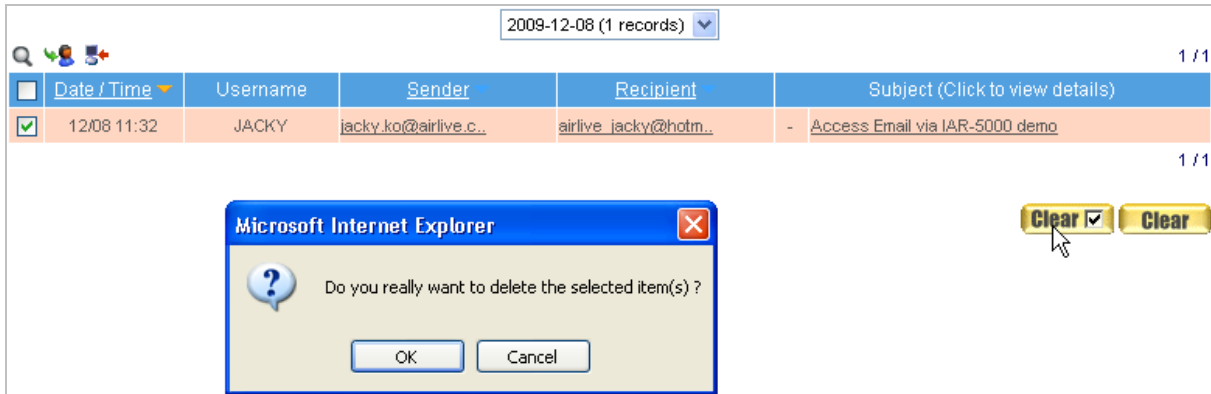 2009-12-08 (1 records)
1 / 1
Date / Time Username Sender Recipient Subject (Click to view details)
12/08 11:32 JACKY jacky.ko@airlive.c.. airlive_jacky@hotm.. - Access Email via IAR-5000 demo
1 / 1
Clear Clear
Microsoft Internet Explorer
Do you really want to delete the selected item(s) ?
OK Cancel